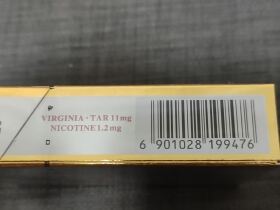 VIRGINIA · TAR 11mg
NICOTINE 1.2mg
6 901028 199476